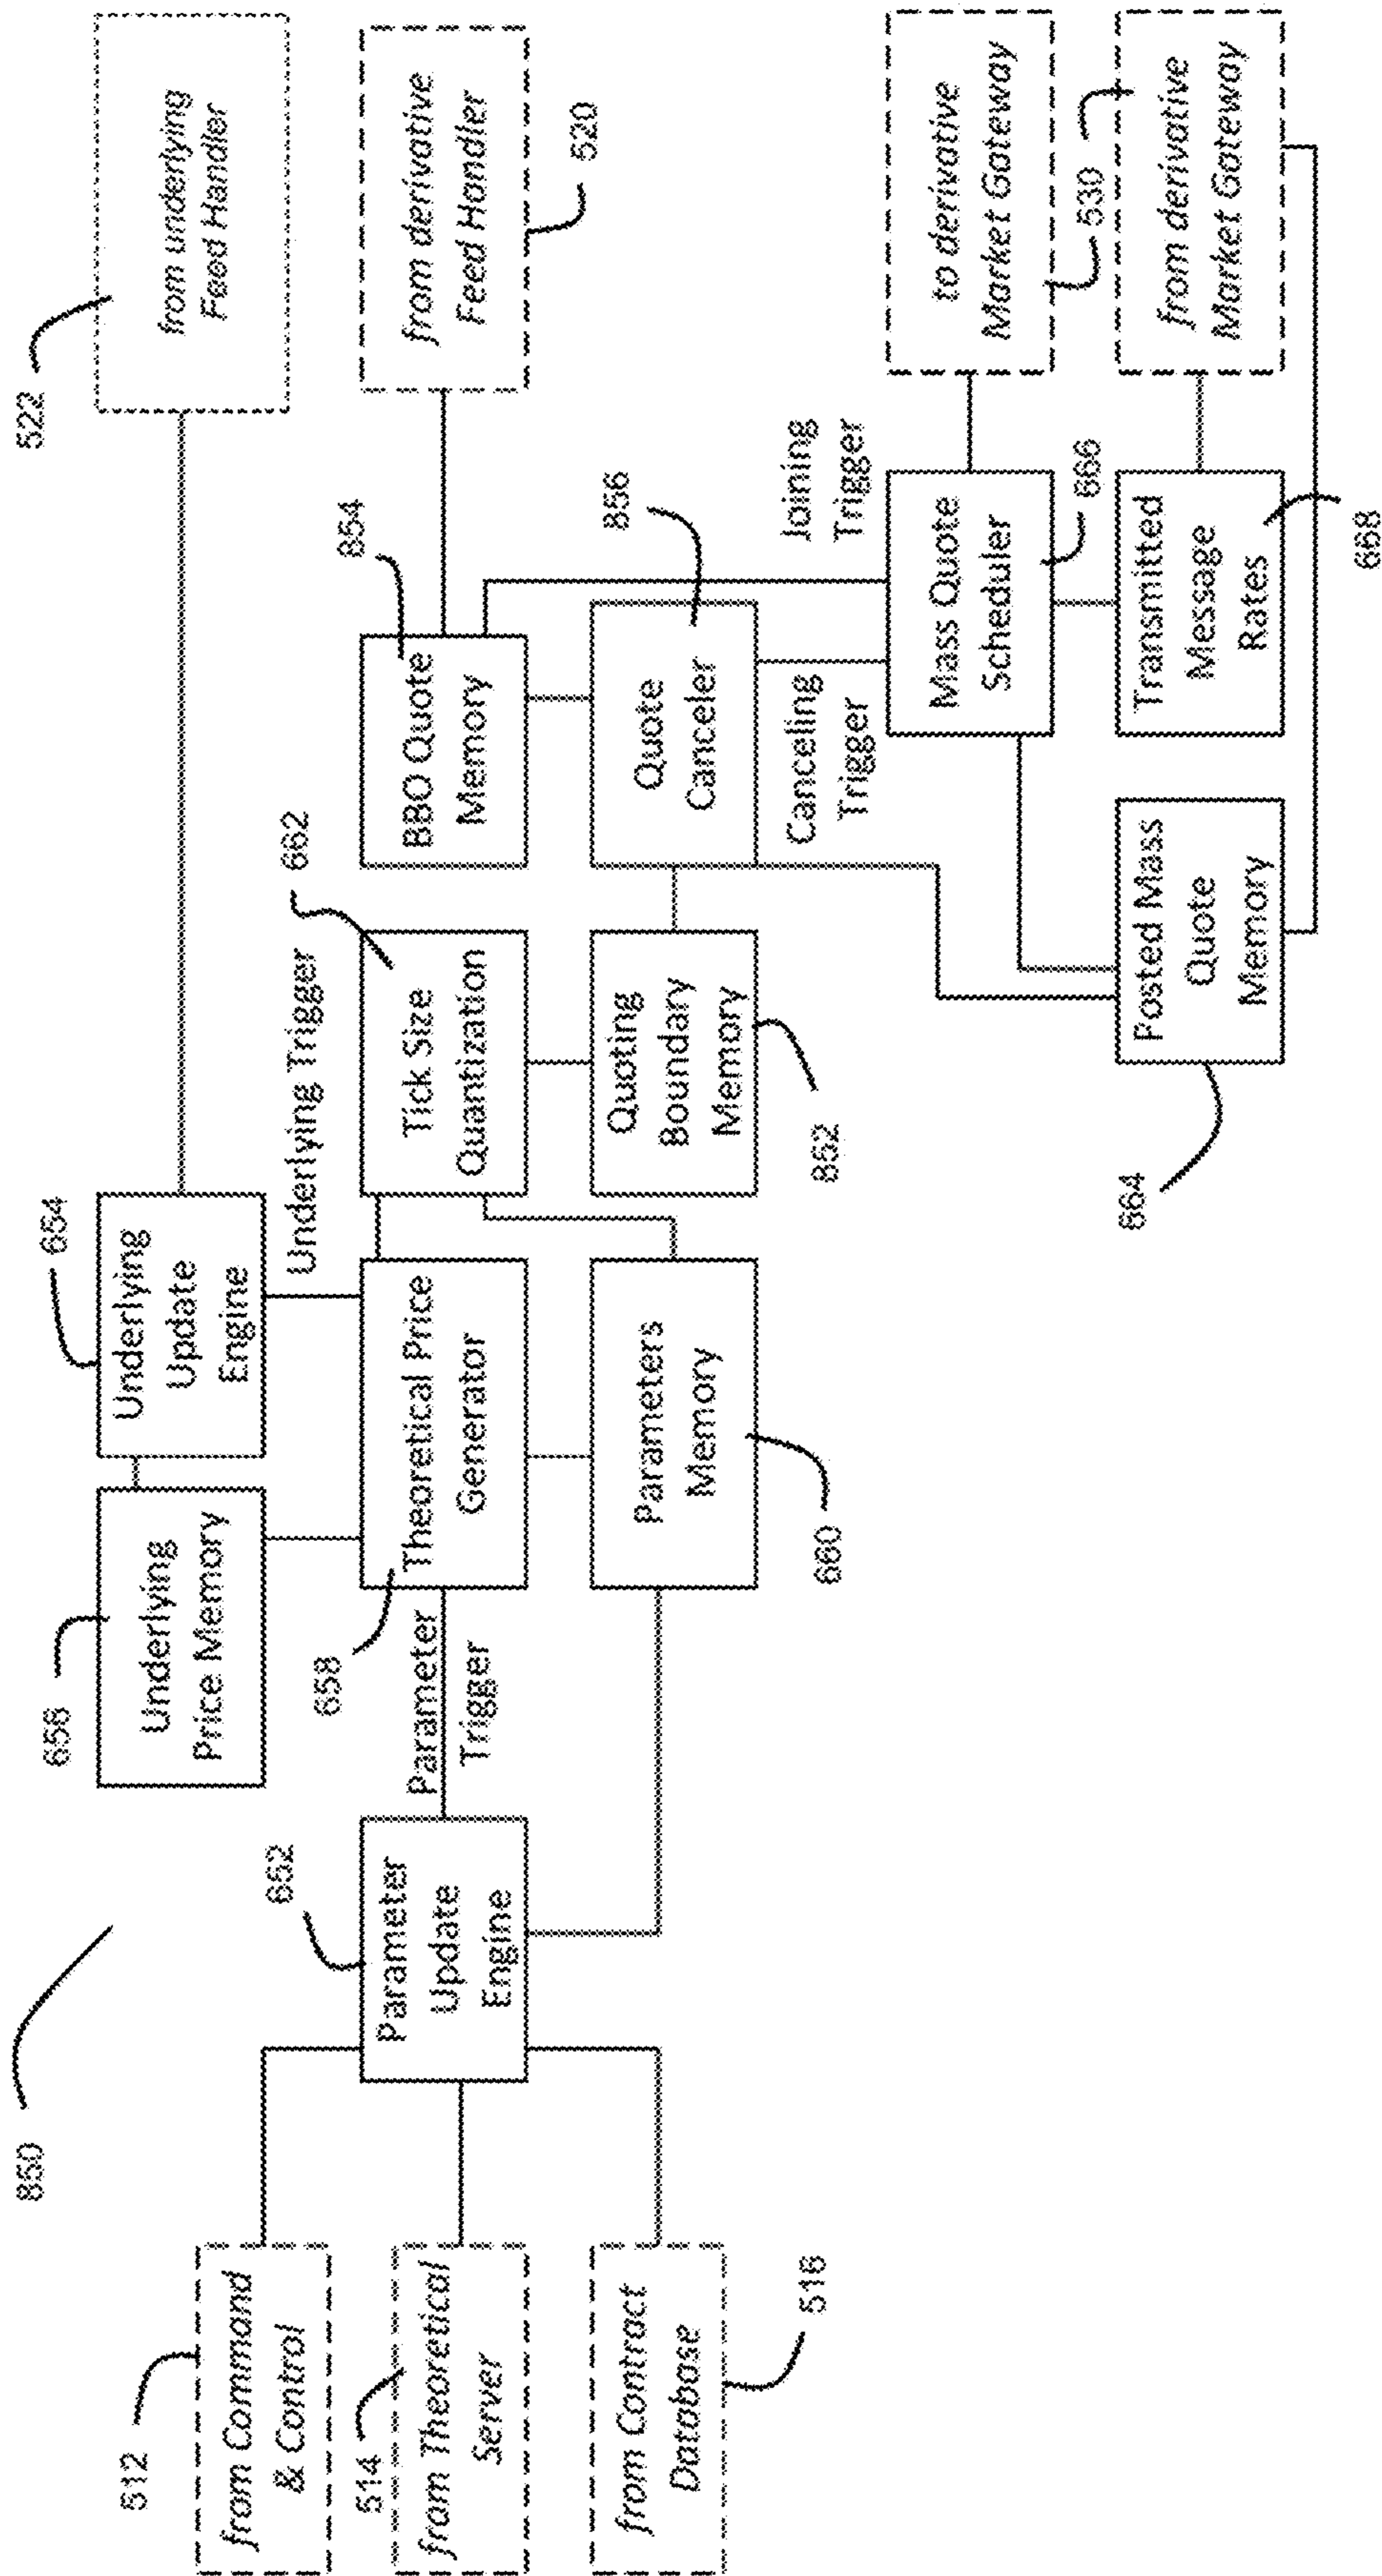 850
656
654
522
Underlying
Price Memory
Underlying
Update
Engine
from underlying
Feed Handler
512
from Command
& Control
652
658
Underlying Trigger
662
854
514
from Theoretical
Server
Parameter
Update
Engine
Parameter
Trigger
Theoretical Price
Generator
Tick Size
Quantization
BBO Quote
Memory
from derivative
Feed Handler
520
from Contract
Database
516
Parameters
Memory
660
Quoting
Boundary
Memory
852
Quote
Canceler
856
Canceling
Trigger
Joining
Trigger
Mass Quote
Scheduler
666
to derivative
Market Gateway
530
664
Posted Mass
Quote
Memory
Transmitted
Message
Rates
668
from derivative
Market Gateway